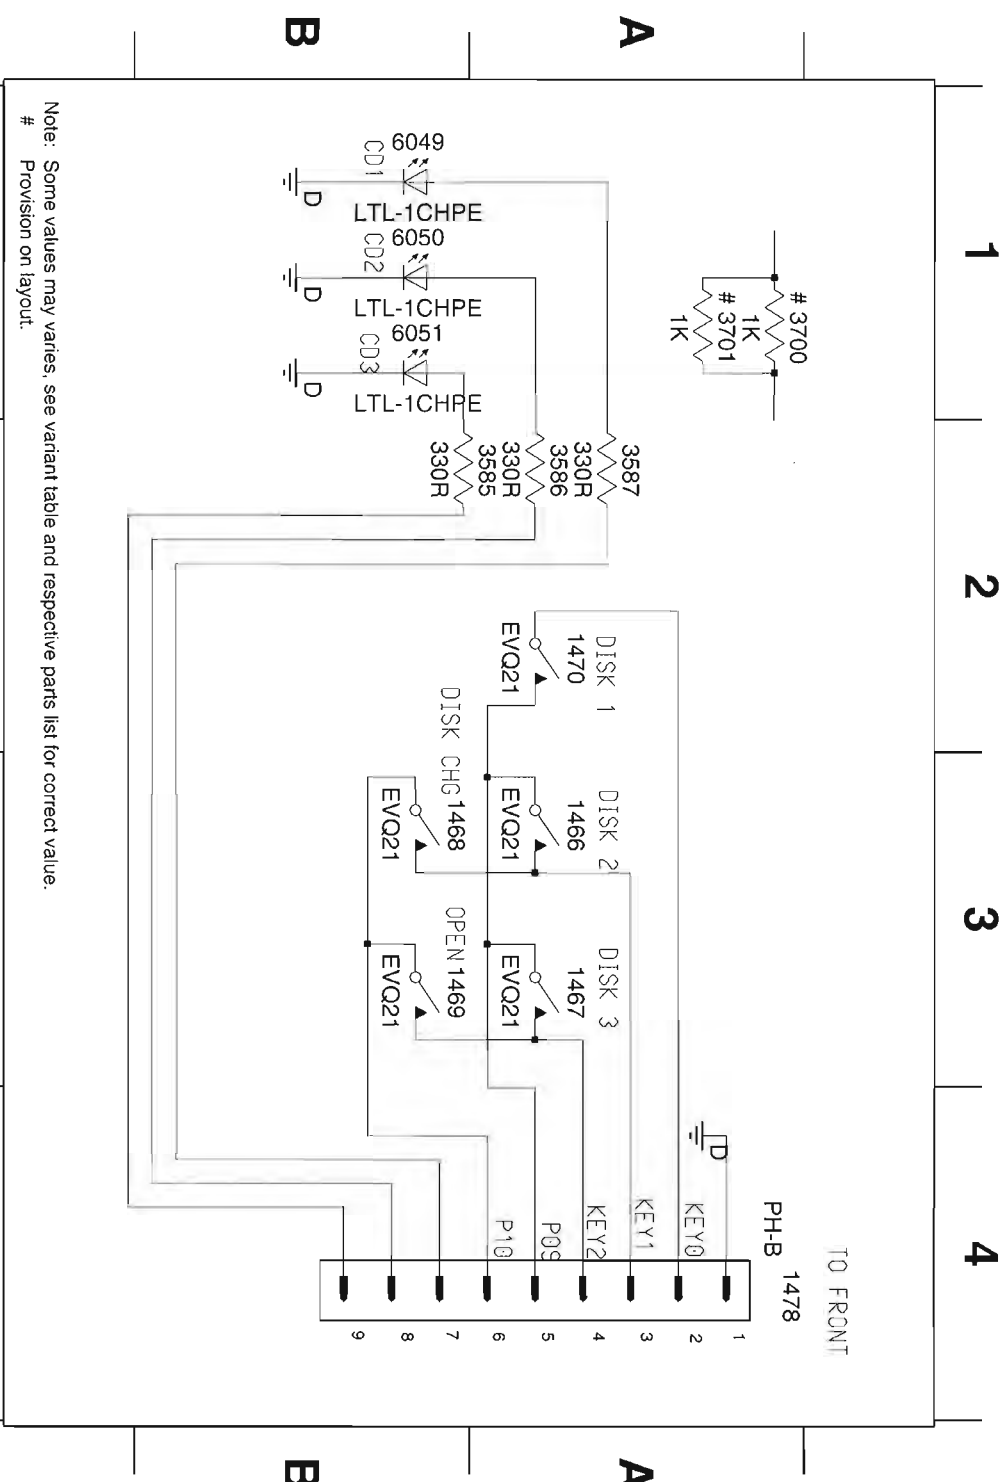 B
A
1
2
3
4
TO FRONT
1478
PH-B
# 3700
1K
# 3701
1K
6049
CD1
LTL-1CHPE
D
6050
CD2
LTL-1CHPE
D
6051
CD3
LTL-1CHPE
D
3587
330R
3586
330R
3585
330R
DISK 1
1470
EVQ21
DISK 2
1466
EVQ21
DISK 3
1467
EVQ21
DISK CHG
1468
EVQ21
OPEN
1469
EVQ21
D
KEY0
KEY1
KEY2
P09
P10
1
2
3
4
5
6
7
8
9
Note: Some values may varies, see variant table and respective parts list for correct value.
# Provision on layout.
B
A